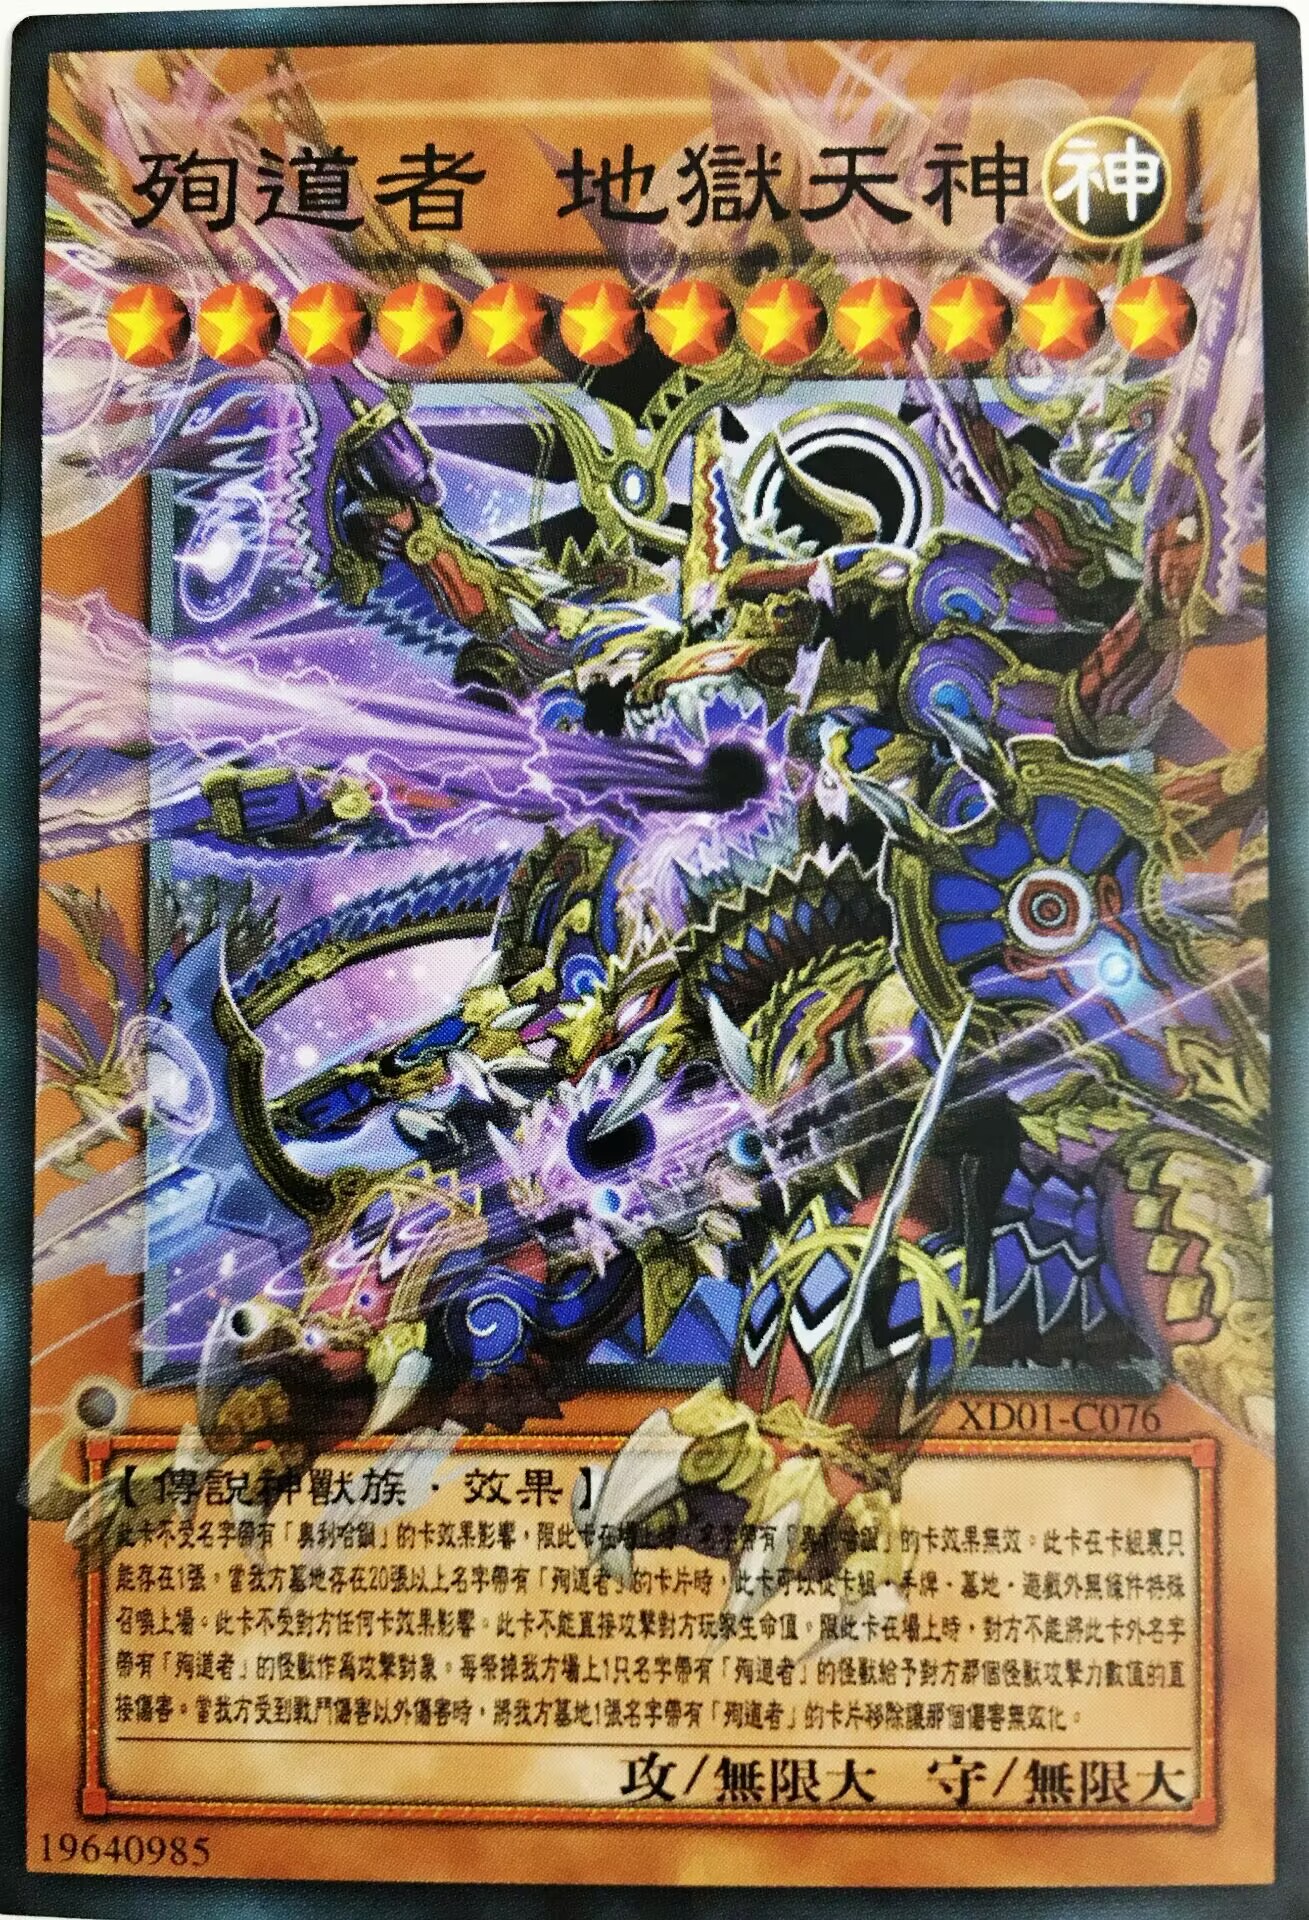 殉道者 地獄天神 神
XD01-C076
【傳說神獸族·效果】
此卡不受名字帶有「奧利哈鋼」的卡效果影響，限此卡在場上時，名字帶有「奧利哈鋼」的卡效果無效。此卡在卡組裏只
能存在1張。當我方墓地存在20張以上名字帶有「殉道者」的卡片時，此卡可以從卡組·手牌·墓地·遊戲外無條件特殊
召喚上場。此卡不受對方任何卡效果影響。此卡不能直接攻擊對方玩家生命值。限此卡在場上時，對方不能將此卡外名字
帶有「殉道者」的怪獸作為攻擊對象。每祭掉我方場上1只名字帶有「殉道者」的怪獸給予對方那個怪獸攻擊力數值的直
接傷害。當我方受到戰鬥傷害以外傷害時，將我方墓地1張名字帶有「殉道者」的卡片移除讓那個傷害無效化。
攻/無限大 守/無限大
19640985